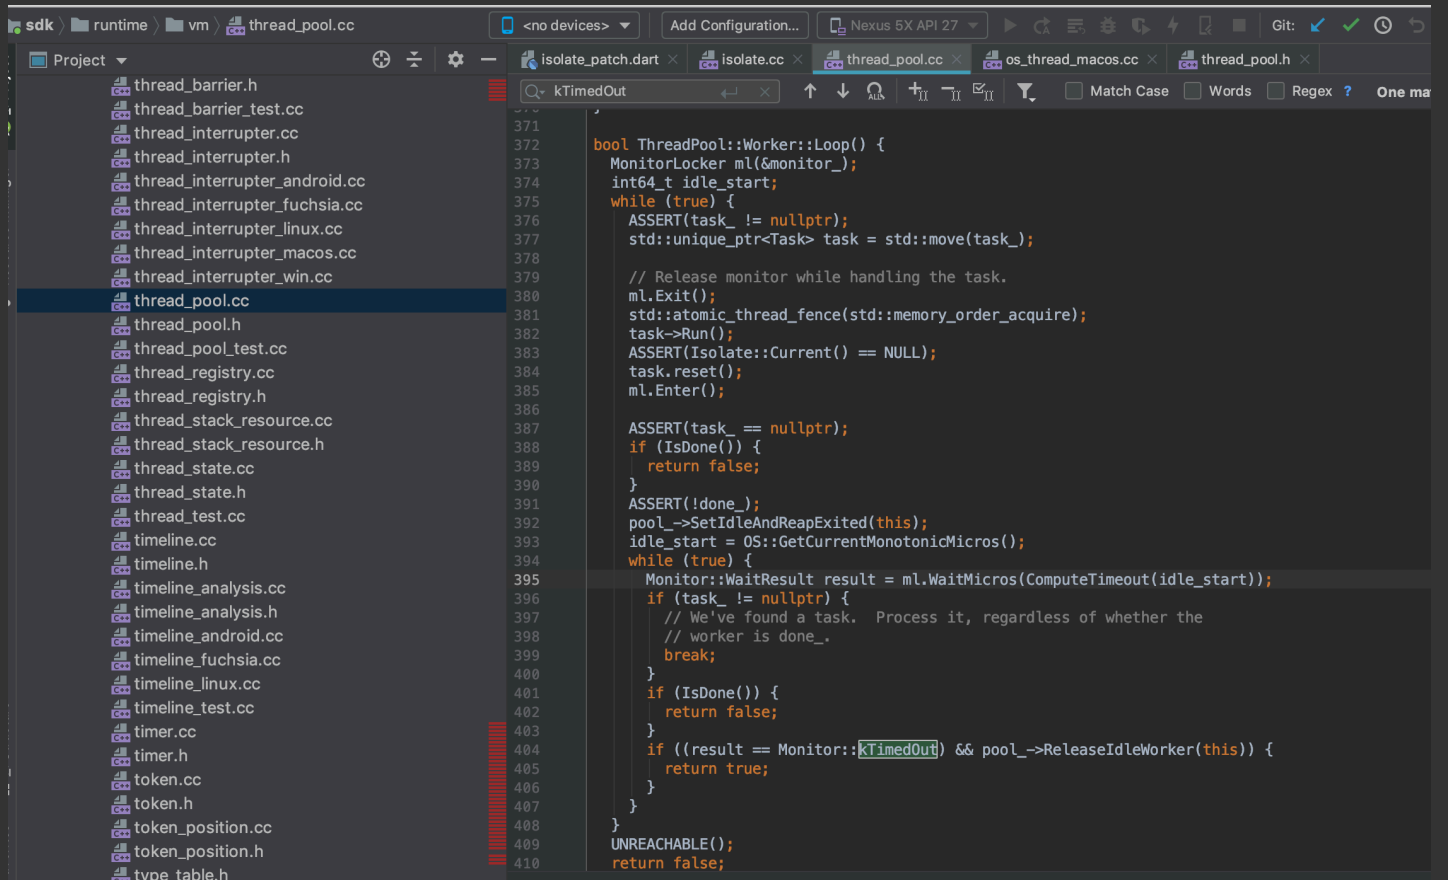 sdk runtime vm thread_pool.cc <no devices> Add Configuration... Nexus 5X API 27 Git:
Project
isolate_patch.dart isolate.cc thread_pool.cc os_thread_macos.cc thread_pool.h
kTimedOut Match Case Words Regex ? One ma
thread_barrier.h
thread_barrier_test.cc
thread_interrupter.cc
thread_interrupter.h
thread_interrupter_android.cc
thread_interrupter_fuchsia.cc
thread_interrupter_linux.cc
thread_interrupter_macos.cc
thread_interrupter_win.cc
thread_pool.cc
thread_pool.h
thread_pool_test.cc
thread_registry.cc
thread_registry.h
thread_stack_resource.cc
thread_stack_resource.h
thread_state.cc
thread_state.h
thread_test.cc
timeline.cc
timeline.h
timeline_analysis.cc
timeline_analysis.h
timeline_android.cc
timeline_fuchsia.cc
timeline_linux.cc
timeline_test.cc
timer.cc
timer.h
token.cc
token.h
token_position.cc
token_position.h
type_table.h
370 }
371
372 bool ThreadPool::Worker::Loop() {
373 MonitorLocker ml(&monitor_);
374 int64_t idle_start;
375 while (true) {
376 ASSERT(task_ != nullptr);
377 std::unique_ptr<Task> task = std::move(task_);
378
379 // Release monitor while handling the task.
380 ml.Exit();
381 std::atomic_thread_fence(std::memory_order_acquire);
382 task->Run();
383 ASSERT(Isolate::Current() == NULL);
384 task.reset();
385 ml.Enter();
386
387 ASSERT(task_ == nullptr);
388 if (IsDone()) {
389 return false;
390 }
391 ASSERT(!done_);
392 pool_->SetIdleAndReapExited(this);
393 idle_start = OS::GetCurrentMonotonicMicros();
394 while (true) {
395 Monitor::WaitResult result = ml.WaitMicros(ComputeTimeout(idle_start));
396 if (task_ != nullptr) {
397 // We've found a task.  Process it, regardless of whether the
398 // worker is done_.
399 break;
400 }
401 if (IsDone()) {
402 return false;
403 }
404 if ((result == Monitor::kTimedOut) && pool_->ReleaseIdleWorker(this)) {
405 return true;
406 }
407 }
408 }
409 UNREACHABLE();
410 return false;